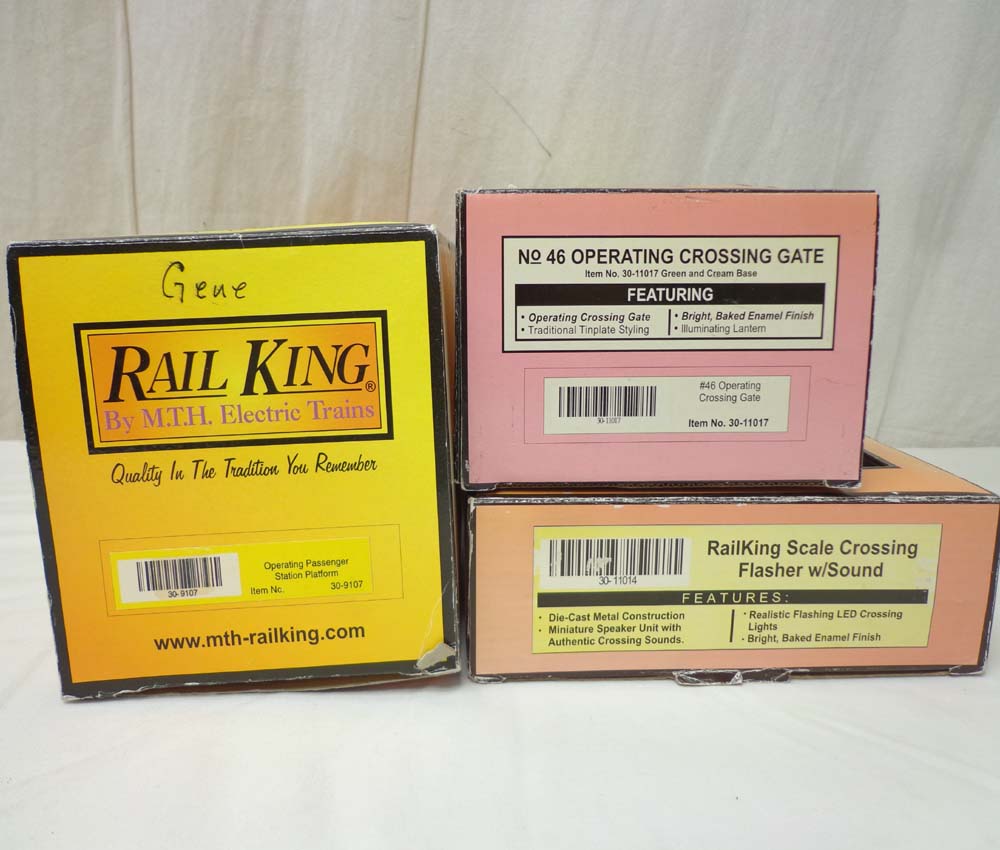 Gene
RAIL KING®
By M.T.H. Electric Trains
Quality In The Tradition You Remember
30-9107
Operating Passenger
Station Platform
Item No. 30-9107
www.mth-railking.com
No 46 OPERATING CROSSING GATE
Item No. 30-11017 Green and Cream Base
FEATURING
• Operating Crossing Gate
• Traditional Tinplate Styling
• Bright, Baked Enamel Finish
• Illuminating Lantern
30-11017
#46 Operating
Crossing Gate
Item No. 30-11017
30-11014
RailKing Scale Crossing
Flasher w/Sound
FEATURES:
• Die-Cast Metal Construction
• Miniature Speaker Unit with
Authentic Crossing Sounds.
• Realistic Flashing LED Crossing
Lights
• Bright, Baked Enamel Finish